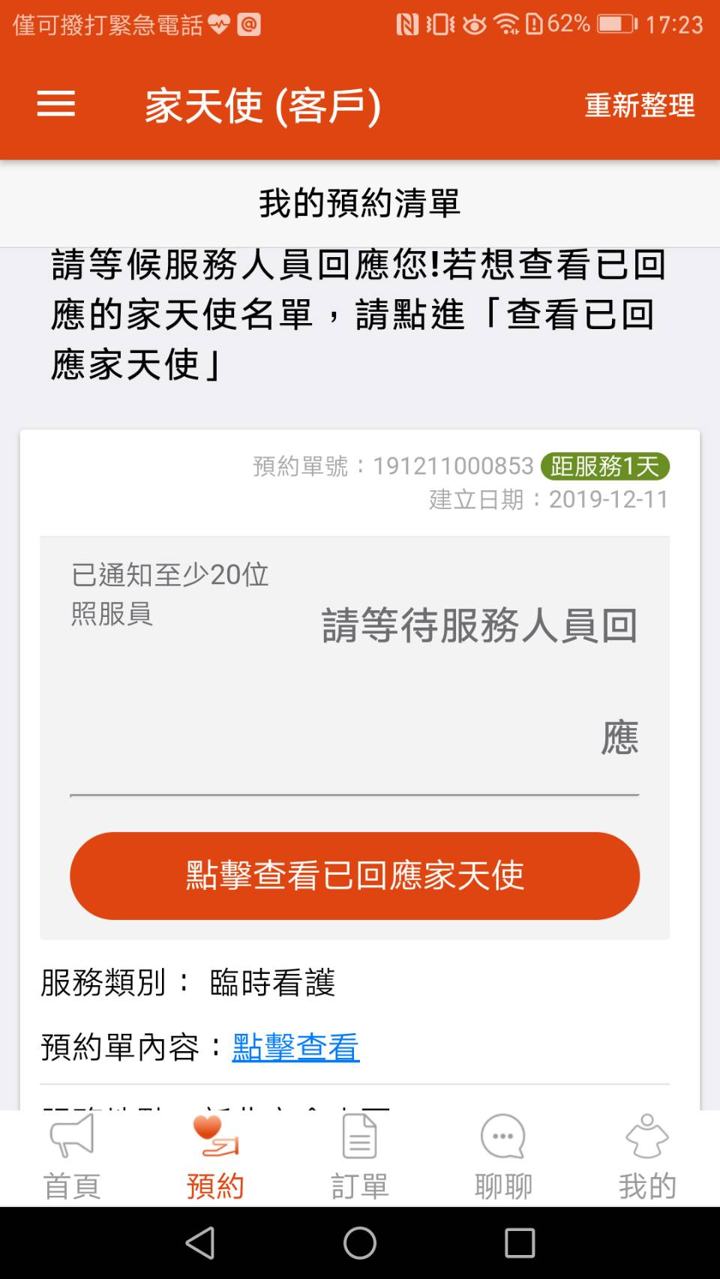 僅可撥打緊急電話
62% 17:23
家天使 (客戶)
重新整理
我的預約清單
請等候服務人員回應您!若想查看已回
應的家天使名單，請點進「查看已回
應家天使」
預約單號：191211000853 距服務1天
建立日期：2019-12-11
已通知至少20位
照服員
請等待服務人員回
應
點擊查看已回應家天使
服務類別： 臨時看護
預約單內容：點擊查看
首頁
預約
訂單
聊聊
我的